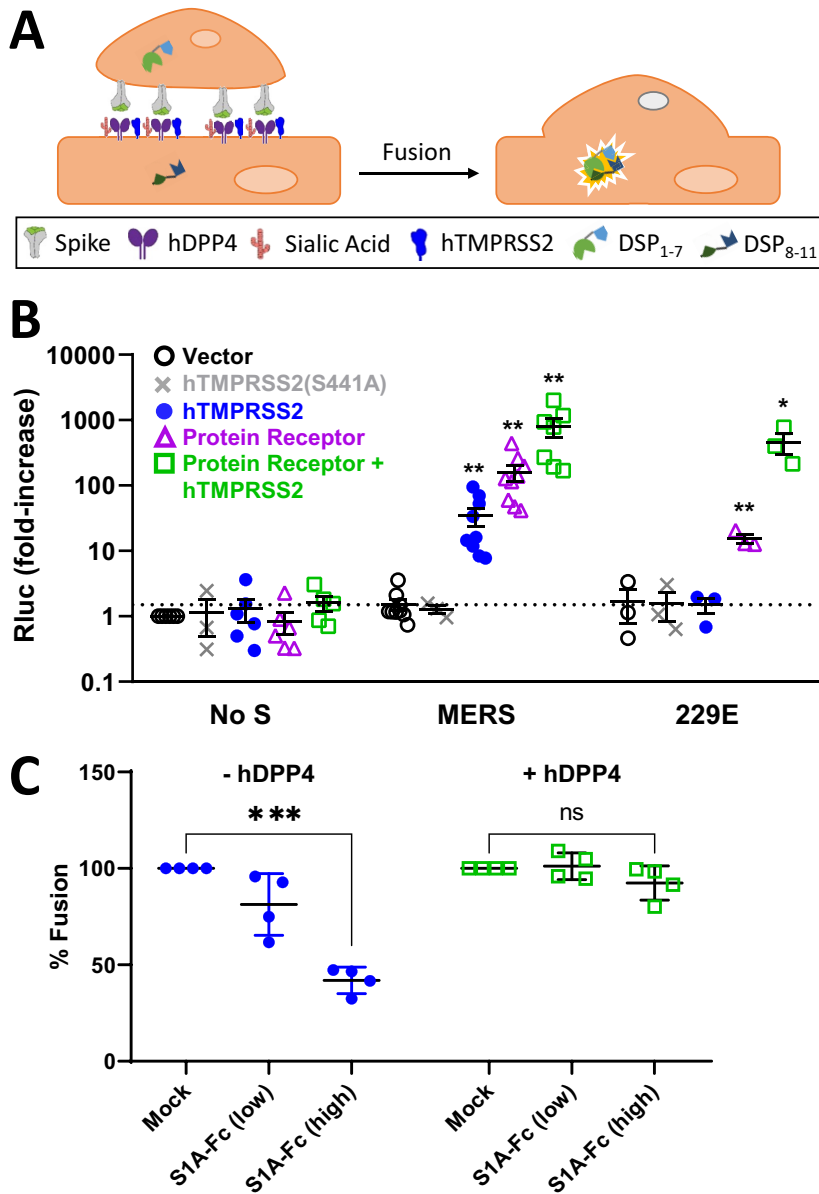 A
Fusion
Spike hDPP4 Sialic Acid hTMPRSS2 DSP1-7 DSP8-11
B
Rluc (fold-increase)
10000
1000
100
10
1
0.1
Vector
hTMPRSS2(S441A)
hTMPRSS2
Protein Receptor
Protein Receptor +
hTMPRSS2
**
**
**
**
*
No S MERS 229E
C
% Fusion
150
100
50
0
- hDPP4 + hDPP4
*** ns
Mock
S1A-Fc (low)
S1A-Fc (high)
Mock
S1A-Fc (low)
S1A-Fc (high)